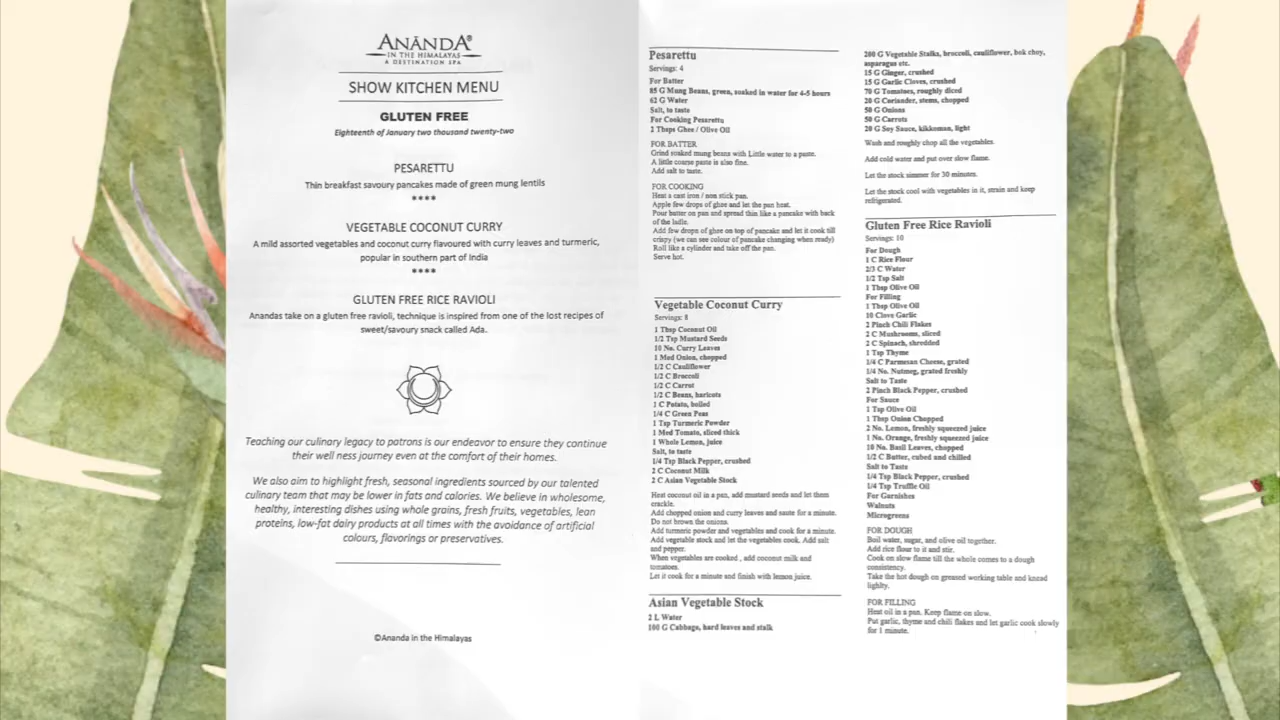 ANĀNDA®
IN THE HIMALAYAS
A DESTINATION SPA
SHOW KITCHEN MENU
GLUTEN FREE
Eighteenth of January two thousand twenty-two
PESARETTU
Thin breakfast savoury pancakes made of green mung lentils
****
VEGETABLE COCONUT CURRY
A mild assorted vegetables and coconut curry flavoured with curry leaves and turmeric,
popular in southern part of India
****
GLUTEN FREE RICE RAVIOLI
Anandas take on a gluten free ravioli, technique is inspired from one of the lost recipes of
sweet/savoury snack called Ada.
Teaching our culinary legacy to patrons is our endeavor to ensure they continue
their well ness journey even at the comfort of their homes.
We also aim to highlight fresh, seasonal ingredients sourced by our talented
culinary team that may be lower in fats and calories. We believe in wholesome,
healthy, interesting dishes using whole grains, fresh fruits, vegetables, lean
proteins, low-fat dairy products at all times with the avoidance of artificial
colours, flavorings or preservatives.
©Ananda in the Himalayas
Pesarettu
Servings: 4
For Batter
85 G Mung Beans, green, soaked in water for 4-5 hours
62 G Water
Salt, to taste
For Cooking Pesarettu
2 Tbsps Ghee / Olive Oil
FOR BATTER
Grind soaked mung beans with Little water to a paste.
A little coarse paste is also fine.
Add salt to taste.
FOR COOKING
Heat a cast iron / non stick pan.
Apply few drops of ghee and let the pan heat.
Pour batter on pan and spread thin like a pancake with back
of the ladle.
Add few drops of ghee on top of pancake and let it cook till
crispy (we can see colour of pancake changing when ready)
Roll like a cylinder and take off the pan.
Serve hot.
Vegetable Coconut Curry
Servings: 8
1 Tbsp Coconut Oil
1/2 Tsp Mustard Seeds
10 No. Curry Leaves
1 Med Onion, chopped
1/2 C Cauliflower
1/2 C Broccoli
1/2 C Carrot
1/2 C Beans, haricots
1 C Potato, boiled
1/4 C Green Peas
1 Tsp Turmeric Powder
1 Med Tomato, sliced thick
1 Whole Lemon, juice
Salt, to taste
1/4 Tsp Black Pepper, crushed
2 C Coconut Milk
2 C Asian Vegetable Stock
Heat coconut oil in a pan, add mustard seeds and let them
crackle.
Add chopped onion and curry leaves and saute for a minute.
Do not brown the onions.
Add turmeric powder and vegetables and cook for a minute.
Add vegetable stock and let the vegetables cook. Add salt
and pepper.
When vegetables are cooked , add coconut milk and
tomatoes.
Let it cook for a minute and finish with lemon juice.
Asian Vegetable Stock
2 L Water
100 G Cabbage, hard leaves and stalk
200 G Vegetable Stalks, broccoli, cauliflower, bok choy,
asparagus etc.
15 G Ginger, crushed
15 G Garlic Cloves, crushed
70 G Tomatoes, roughly diced
20 G Coriander, stems, chopped
50 G Onions
50 G Carrots
20 G Soy Sauce, kikkoman, light
Wash and roughly chop all the vegetables.
Add cold water and put over slow flame.
Let the stock simmer for 30 minutes.
Let the stock cool with vegetables in it, strain and keep
refrigerated.
Gluten Free Rice Ravioli
Servings: 10
For Dough
1 C Rice Flour
2/3 C Water
1/2 Tsp Salt
1 Tbsp Olive Oil
For Filling
1 Tbsp Olive Oil
10 Clove Garlic
2 Pinch Chili Flakes
2 C Mushrooms, sliced
2 C Spinach, shredded
1 Tsp Thyme
1/4 C Parmesan Cheese, grated
1/4 No. Nutmeg, grated freshly
Salt to Taste
2 Pinch Black Pepper, crushed
For Sauce
1 Tsp Olive Oil
1 Tbsp Onion Chopped
2 No. Lemon, freshly squeezed juice
1 No. Orange, freshly squeezed juice
10 No. Basil Leaves, chopped
1/2 C Butter, cubed and chilled
Salt to Taste
1/4 Tsp Black Pepper, crushed
1/4 Tsp Truffle Oil
For Garnishes
Walnuts
Microgreens
FOR DOUGH
Boil water, sugar, and olive oil together.
Add rice flour to it and stir.
Cook on slow flame till the whole comes to a dough
consistency.
Take the hot dough on greased working table and knead
lightly.
FOR FILLING
Heat oil in a pan. Keep flame on slow.
Put garlic, thyme and chili flakes and let garlic cook slowly
for 1 minute.